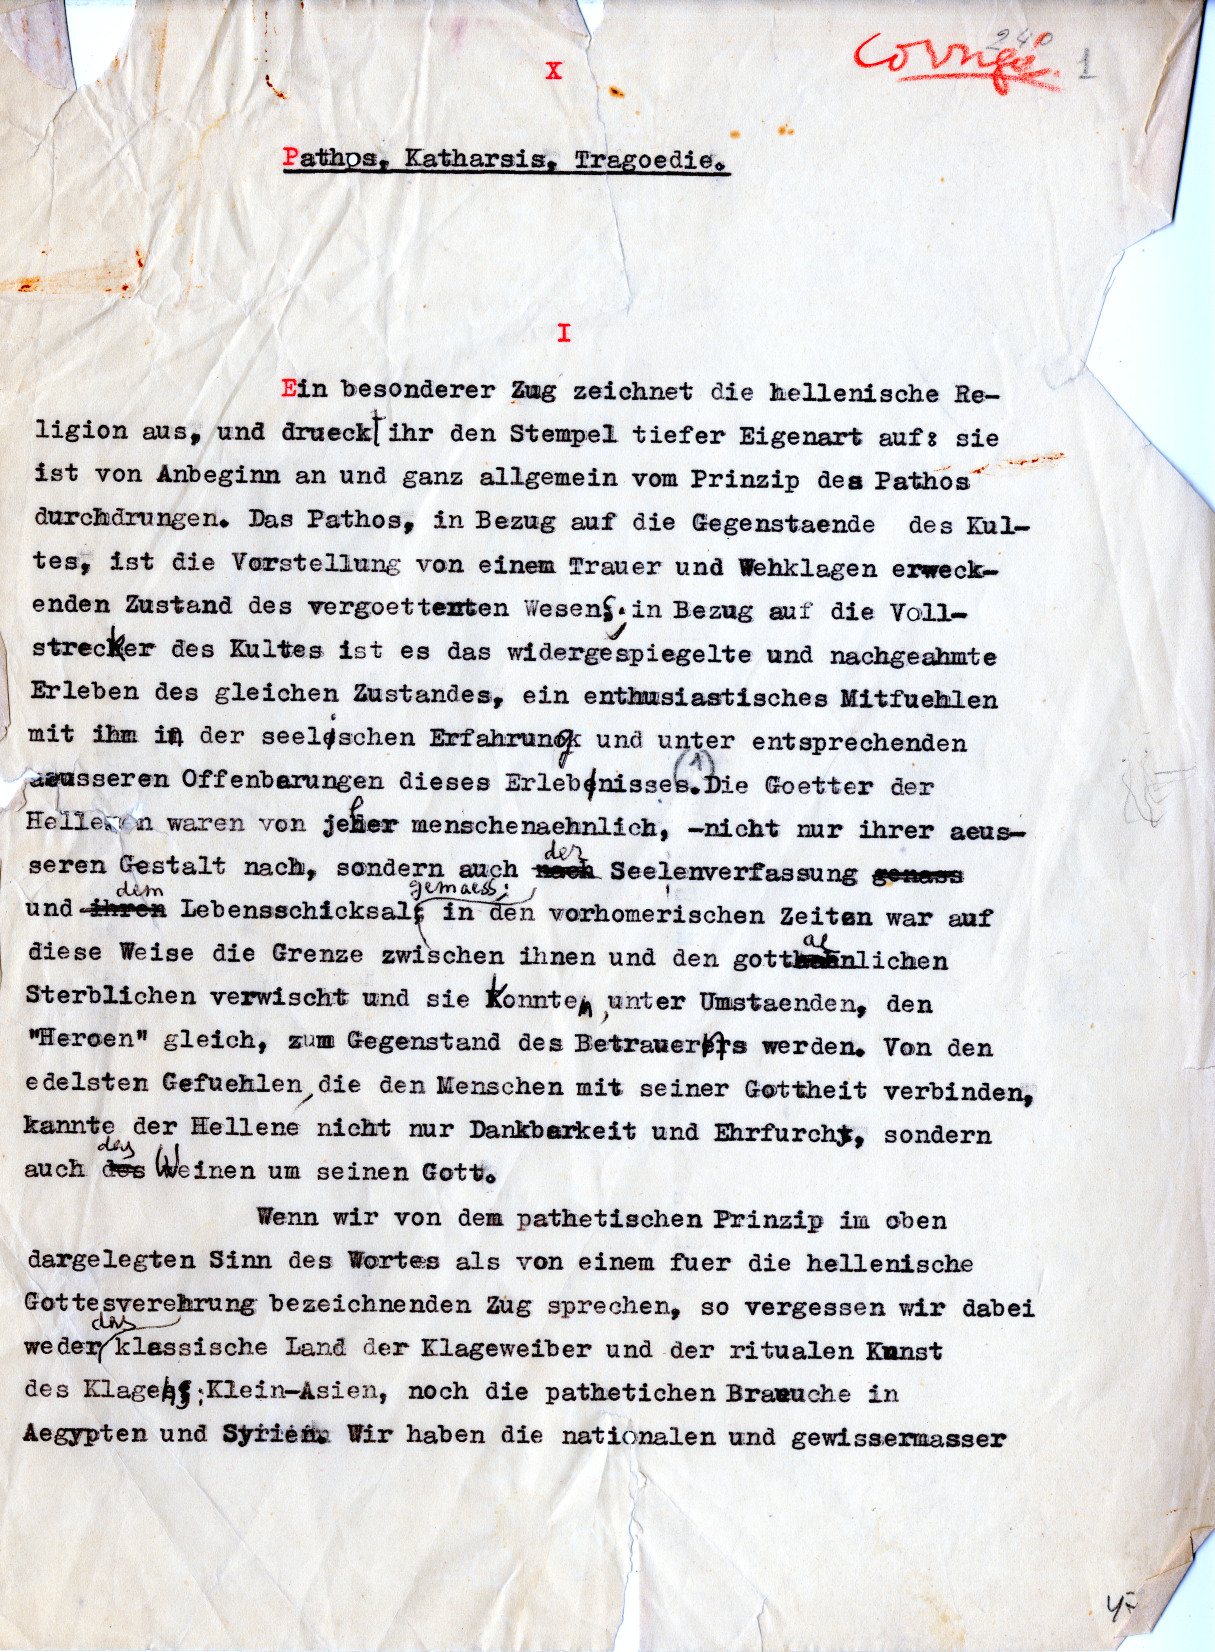 X
Corrigé
240
1
Pathos, Katharsis, Tragoedie.
I
Ein besonderer Zug zeichnet die hellenische Re-
ligion aus, und drueckt ihr den Stempel tiefer Eigenart auf: sie
ist von Anbeginn an und ganz allgemein vom Prinzip des Pathos
durchdrungen. Das Pathos, in Bezug auf die Gegenstaende des Kul-
tes, ist die Vorstellung von einem Trauer und Wehklagen erweck-
enden Zustand des vergoetterten Wesens; in Bezug auf die Voll-
strecker des Kultes ist es das widergespiegelte und nachgeahmte
Erleben des gleichen Zustandes, ein enthusiastisches Mitfuehlen
mit ihm in der seelischen Erfahrung und unter entsprechenden
aeusseren Offenbarungen dieses Erlebnisses.(1) Die Goetter der
Hellenen waren von jeher menschenaehnlich, -nicht nur ihrer aeus-
seren Gestalt nach, sondern auch der Seelenverfassung
und dem Lebensschicksal gemaess; in den vorhomerischen Zeiten war auf
diese Weise die Grenze zwischen ihnen und den gottaehnlichen
Sterblichen verwischt und sie konnten, unter Umstaenden, den
"Heroen" gleich, zum Gegenstand des Betrauerns werden. Von den
edelsten Gefuehlen, die den Menschen mit seiner Gottheit verbinden,
kannte der Hellene nicht nur Dankbarkeit und Ehrfurcht, sondern
auch das Weinen um seinen Gott.
Wenn wir von dem pathetischen Prinzip im oben
dargelegten Sinn des Wortes als von einem fuer die hellenische
Gottesverehrung bezeichnenden Zug sprechen, so vergessen wir dabei
weder das klassische Land der Klageweiber und der ritualen Kunst
des Klagens: Klein-Asien, noch die pathetichen Braeuche in
Aegypten und Syrien. Wir haben die nationalen und gewissermasser